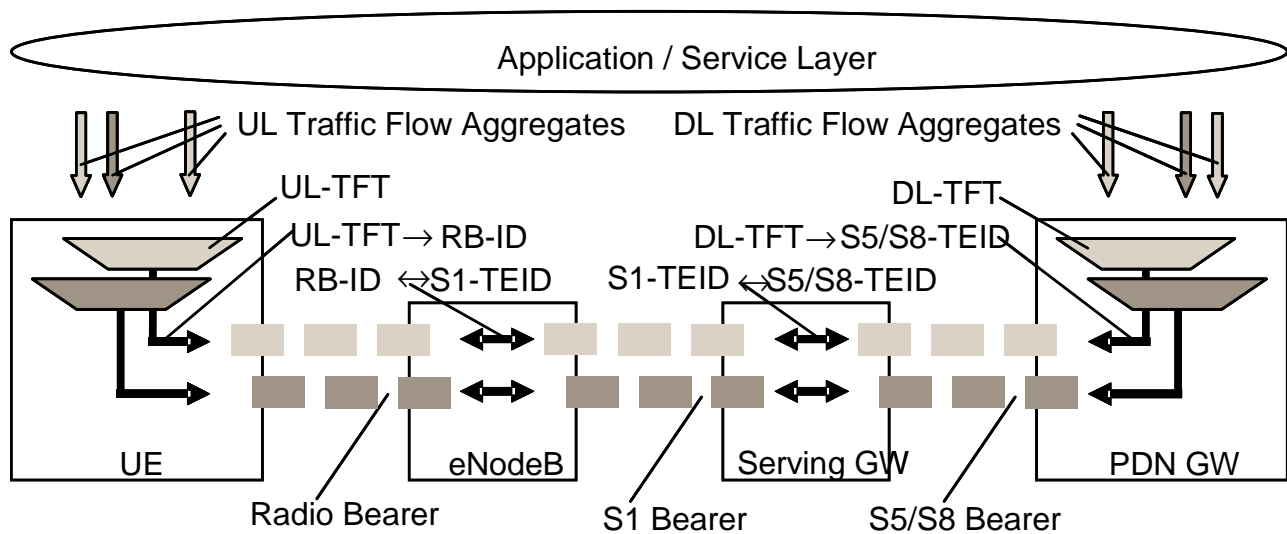 Application / Service Layer
UL Traffic Flow Aggregates
DL Traffic Flow Aggregates
UL-TFT
DL-TFT
UL-TFT → RB-ID
DL-TFT → S5/S8-TEID
RB-ID ↔ S1-TEID
S1-TEID ↔ S5/S8-TEID
UE
eNodeB
Serving GW
PDN GW
Radio Bearer
S1 Bearer
S5/S8 Bearer